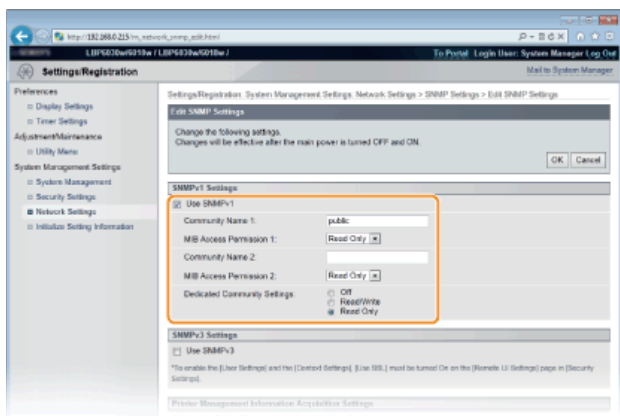 http://192.168.0.215/m_network_snmp_edit.html
LBP6030w/6018w / LBP6030w/6018w /
To Portal Login User: System Manager Log Out
Settings/Registration
Mail to System Manager
Preferences
Display Settings
Timer Settings
Adjustment/Maintenance
Utility Menu
System Management Settings
System Management
Security Settings
Network Settings
Initialize Setting Information
Settings/Registration: System Management Settings: Network Settings > SNMP Settings > Edit SNMP Settings
Edit SNMP Settings
Change the following settings.
Changes will be effective after the main power is turned OFF and ON.
OK Cancel
SNMPv1 Settings
Use SNMPv1
Community Name 1: public
MIB Access Permission 1: Read Only
Community Name 2:
MIB Access Permission 2: Read Only
Dedicated Community Settings: Off
Read/Write
Read Only
SNMPv3 Settings
Use SNMPv3
*To enable the [User Settings] and the [Context Settings], [Use SSL] must be turned On on the [Remote UI Settings] page in [Security
Settings].
Printer Management Information Acquisition Settings